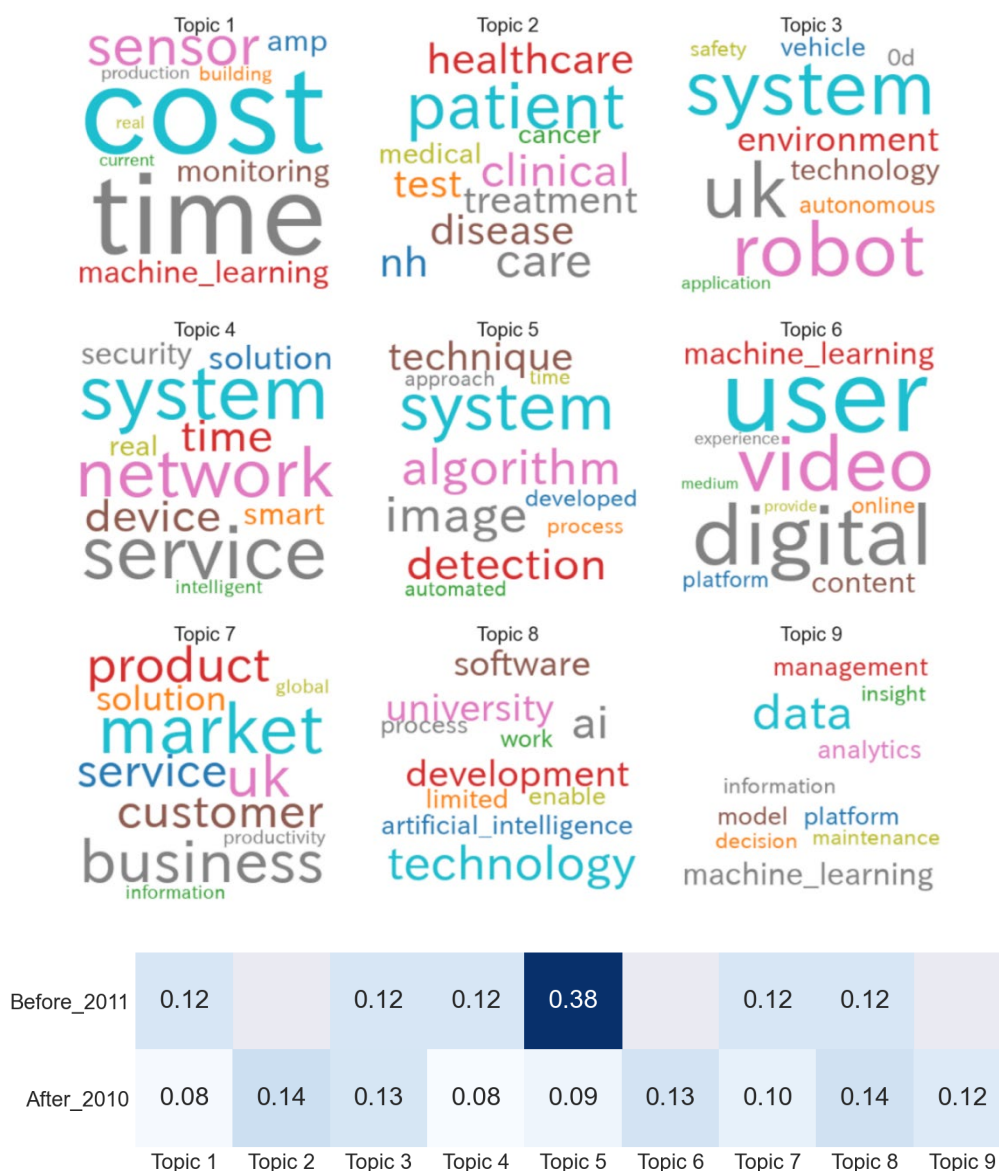 Topic 1
Topic 2
Topic 3
sensor amp
production building
cost
real
current
monitoring
time
machine_learning
healthcare
patient
cancer
medical
clinical
test
treatment
disease
nh care
safety vehicle 0d
system
environment
technology
uk
autonomous
robot
application
Topic 4
Topic 5
Topic 6
security solution
system
real time
network
device smart
service
intelligent
technique
approach time
system
algorithm
developed
image
process
detection
automated
machine_learning
user
experience
video
medium
provide online
digital
platform content
Topic 7
Topic 8
Topic 9
product
global
solution
market
service uk
customer
productivity
business
information
software
university ai
process
work
development
limited enable
artificial_intelligence
technology
management
insight
data
analytics
information
model platform
decision maintenance
machine_learning
Before_2011 0.12 0.12 0.12 0.38 0.12 0.12
After_2010 0.08 0.14 0.13 0.08 0.09 0.13 0.10 0.14 0.12
Topic 1 Topic 2 Topic 3 Topic 4 Topic 5 Topic 6 Topic 7 Topic 8 Topic 9